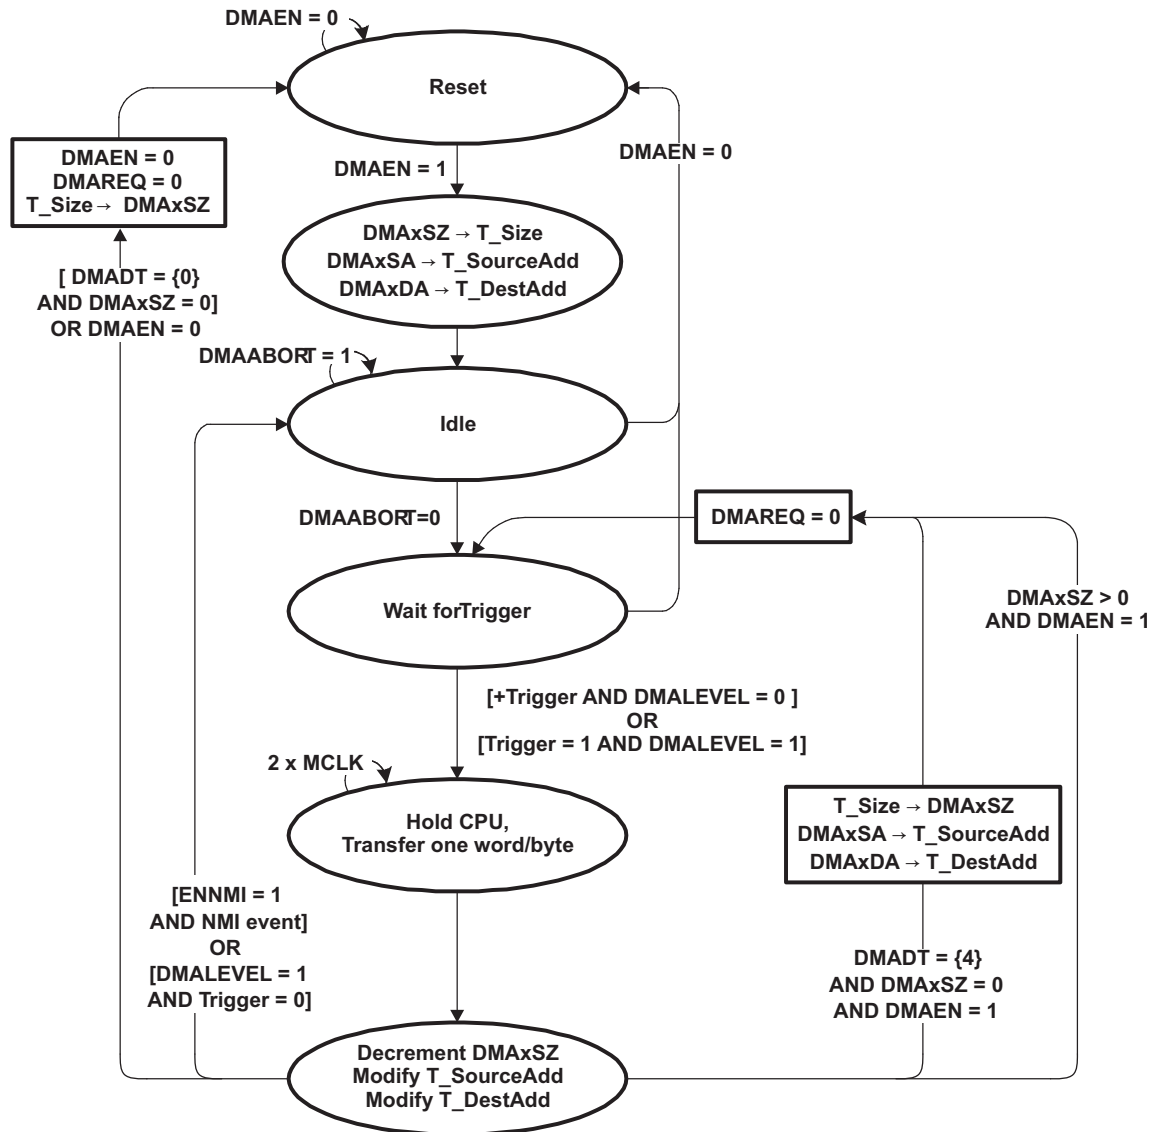 DMAEN = 0
Reset
DMAEN = 0
DMAREQ = 0
T_Size → DMAxSZ
DMAEN = 1
DMAEN = 0
DMAxSZ → T_Size
DMAxSA → T_SourceAdd
DMAxDA → T_DestAdd
[ DMADT = {0}
AND DMAxSZ = 0]
OR DMAEN = 0
DMAABORT = 1
Idle
DMAABORT=0
DMAREQ = 0
Wait forTrigger
DMAxSZ > 0
AND DMAEN = 1
[+Trigger AND DMALEVEL = 0 ]
OR
[Trigger = 1 AND DMALEVEL = 1]
2 x MCLK
Hold CPU,
Transfer one word/byte
T_Size → DMAxSZ
DMAxSA → T_SourceAdd
DMAxDA → T_DestAdd
[ENNMI = 1
AND NMI event]
OR
[DMALEVEL = 1
AND Trigger = 0]
DMADT = {4}
AND DMAxSZ = 0
AND DMAEN = 1
Decrement DMAxSZ
Modify T_SourceAdd
Modify T_DestAdd